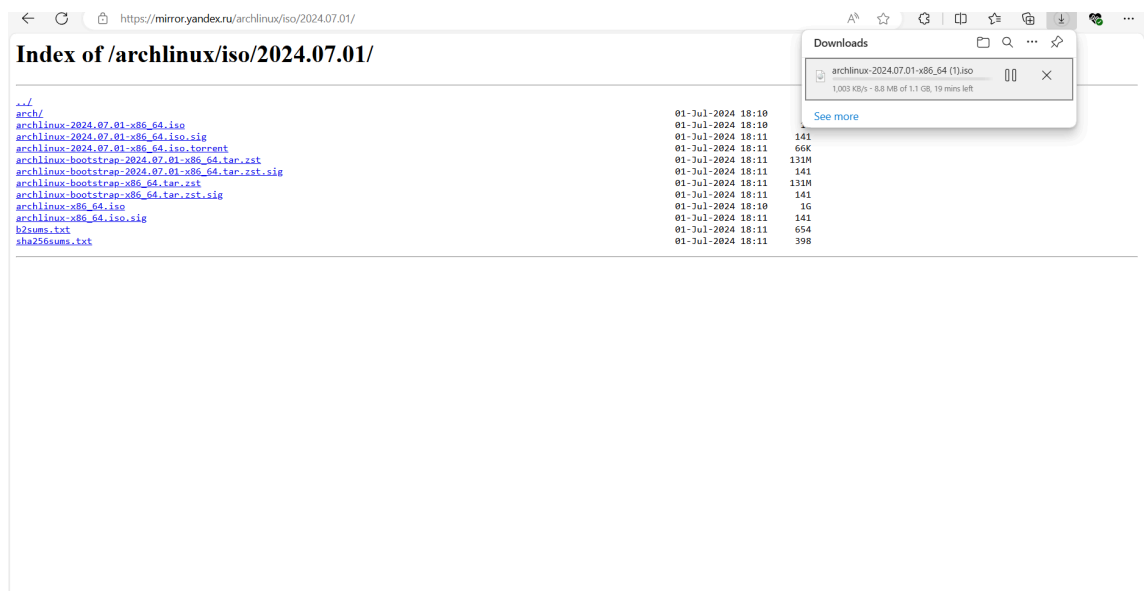 https://mirror.yandex.ru/archlinux/iso/2024.07.01/
Downloads
archlinux-2024.07.01-x86_64 (1).iso
1,003 KB/s - 8.8 MB of 1.1 GB, 19 mins left
See more
Index of /archlinux/iso/2024.07.01/
../
arch/ 01-Jul-2024 18:10
archlinux-2024.07.01-x86_64.iso 01-Jul-2024 18:10
archlinux-2024.07.01-x86_64.iso.sig 01-Jul-2024 18:11 141
archlinux-2024.07.01-x86_64.iso.torrent 01-Jul-2024 18:11 66K
archlinux-bootstrap-2024.07.01-x86_64.tar.zst 01-Jul-2024 18:11 131M
archlinux-bootstrap-2024.07.01-x86_64.tar.zst.sig 01-Jul-2024 18:11 141
archlinux-bootstrap-x86_64.tar.zst 01-Jul-2024 18:11 131M
archlinux-bootstrap-x86_64.tar.zst.sig 01-Jul-2024 18:11 141
archlinux-x86_64.iso 01-Jul-2024 18:10 1G
archlinux-x86_64.iso.sig 01-Jul-2024 18:11 141
b2sums.txt 01-Jul-2024 18:11 654
sha256sums.txt 01-Jul-2024 18:11 398